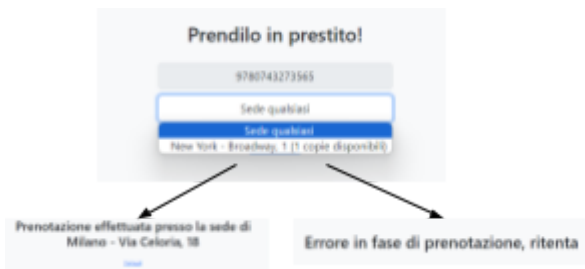 Prendilo in prestito!
9780743273565
Sede qualsiasi
Sede qualsiasi
New York - Broadway, 1 (1 copie disponibili)
Prenotazione effettuata presso la sede di
Milano - Via Celoria, 18
Errore in fase di prenotazione, ritenta